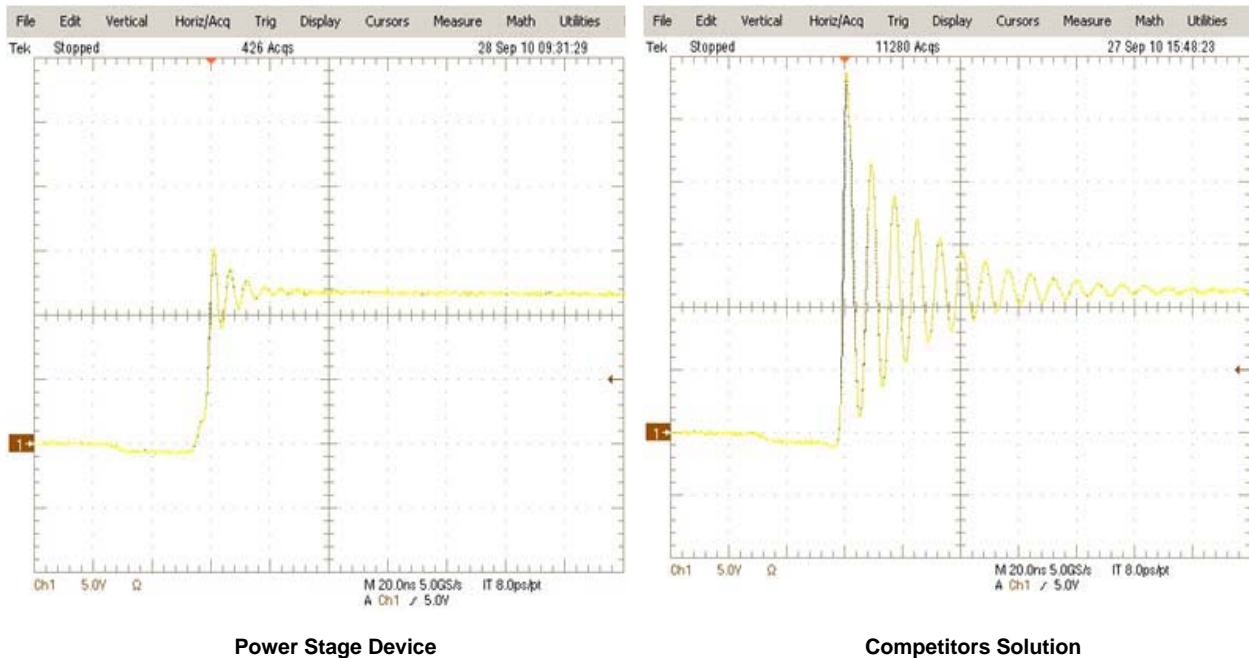 File Edit Vertical Horiz/Acq Trig Display Cursors Measure Math Utilities
Tek Stopped 426 Acqs 28 Sep 10 09:31:29
1
Ch1 5.0V Ω M 20.0ns 5.0GS/s IT 8.0ps/pt
A Ch1 / 5.0V
Power Stage Device
File Edit Vertical Horiz/Acq Trig Display Cursors Measure Math Utilities
Tek Stopped 11280 Acqs 27 Sep 10 15:48:23
1
Ch1 5.0V Ω M 20.0ns 5.0GS/s IT 8.0ps/pt
A Ch1 / 5.0V
Competitors Solution